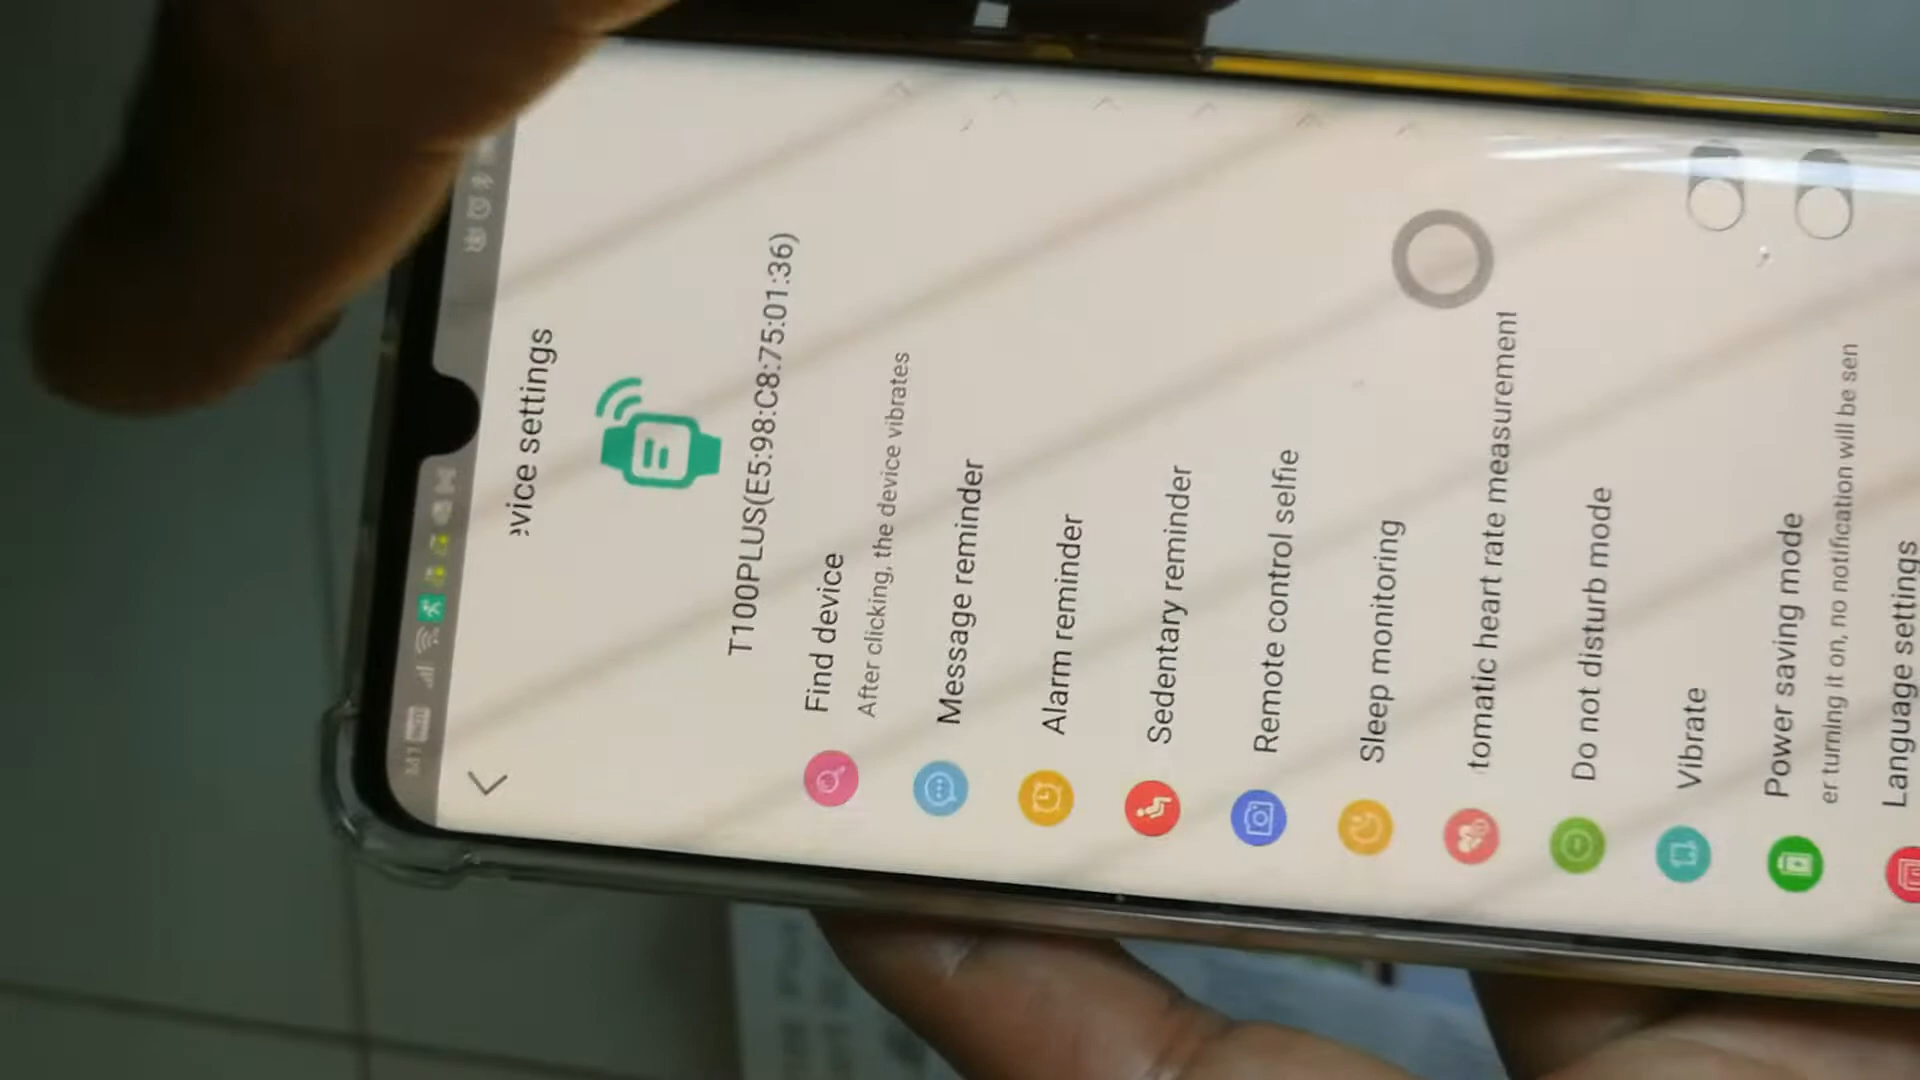 vice settings
T100PLUS(E5:98:C8:75:01:36)
Find device
After clicking, the device vibrates
Message reminder
Alarm reminder
Sedentary reminder
Remote control selfie
Sleep monitoring
tomatic heart rate measurement
Do not disturb mode
Vibrate
Power saving mode
er turning it on, no notification will be sen
Language settings